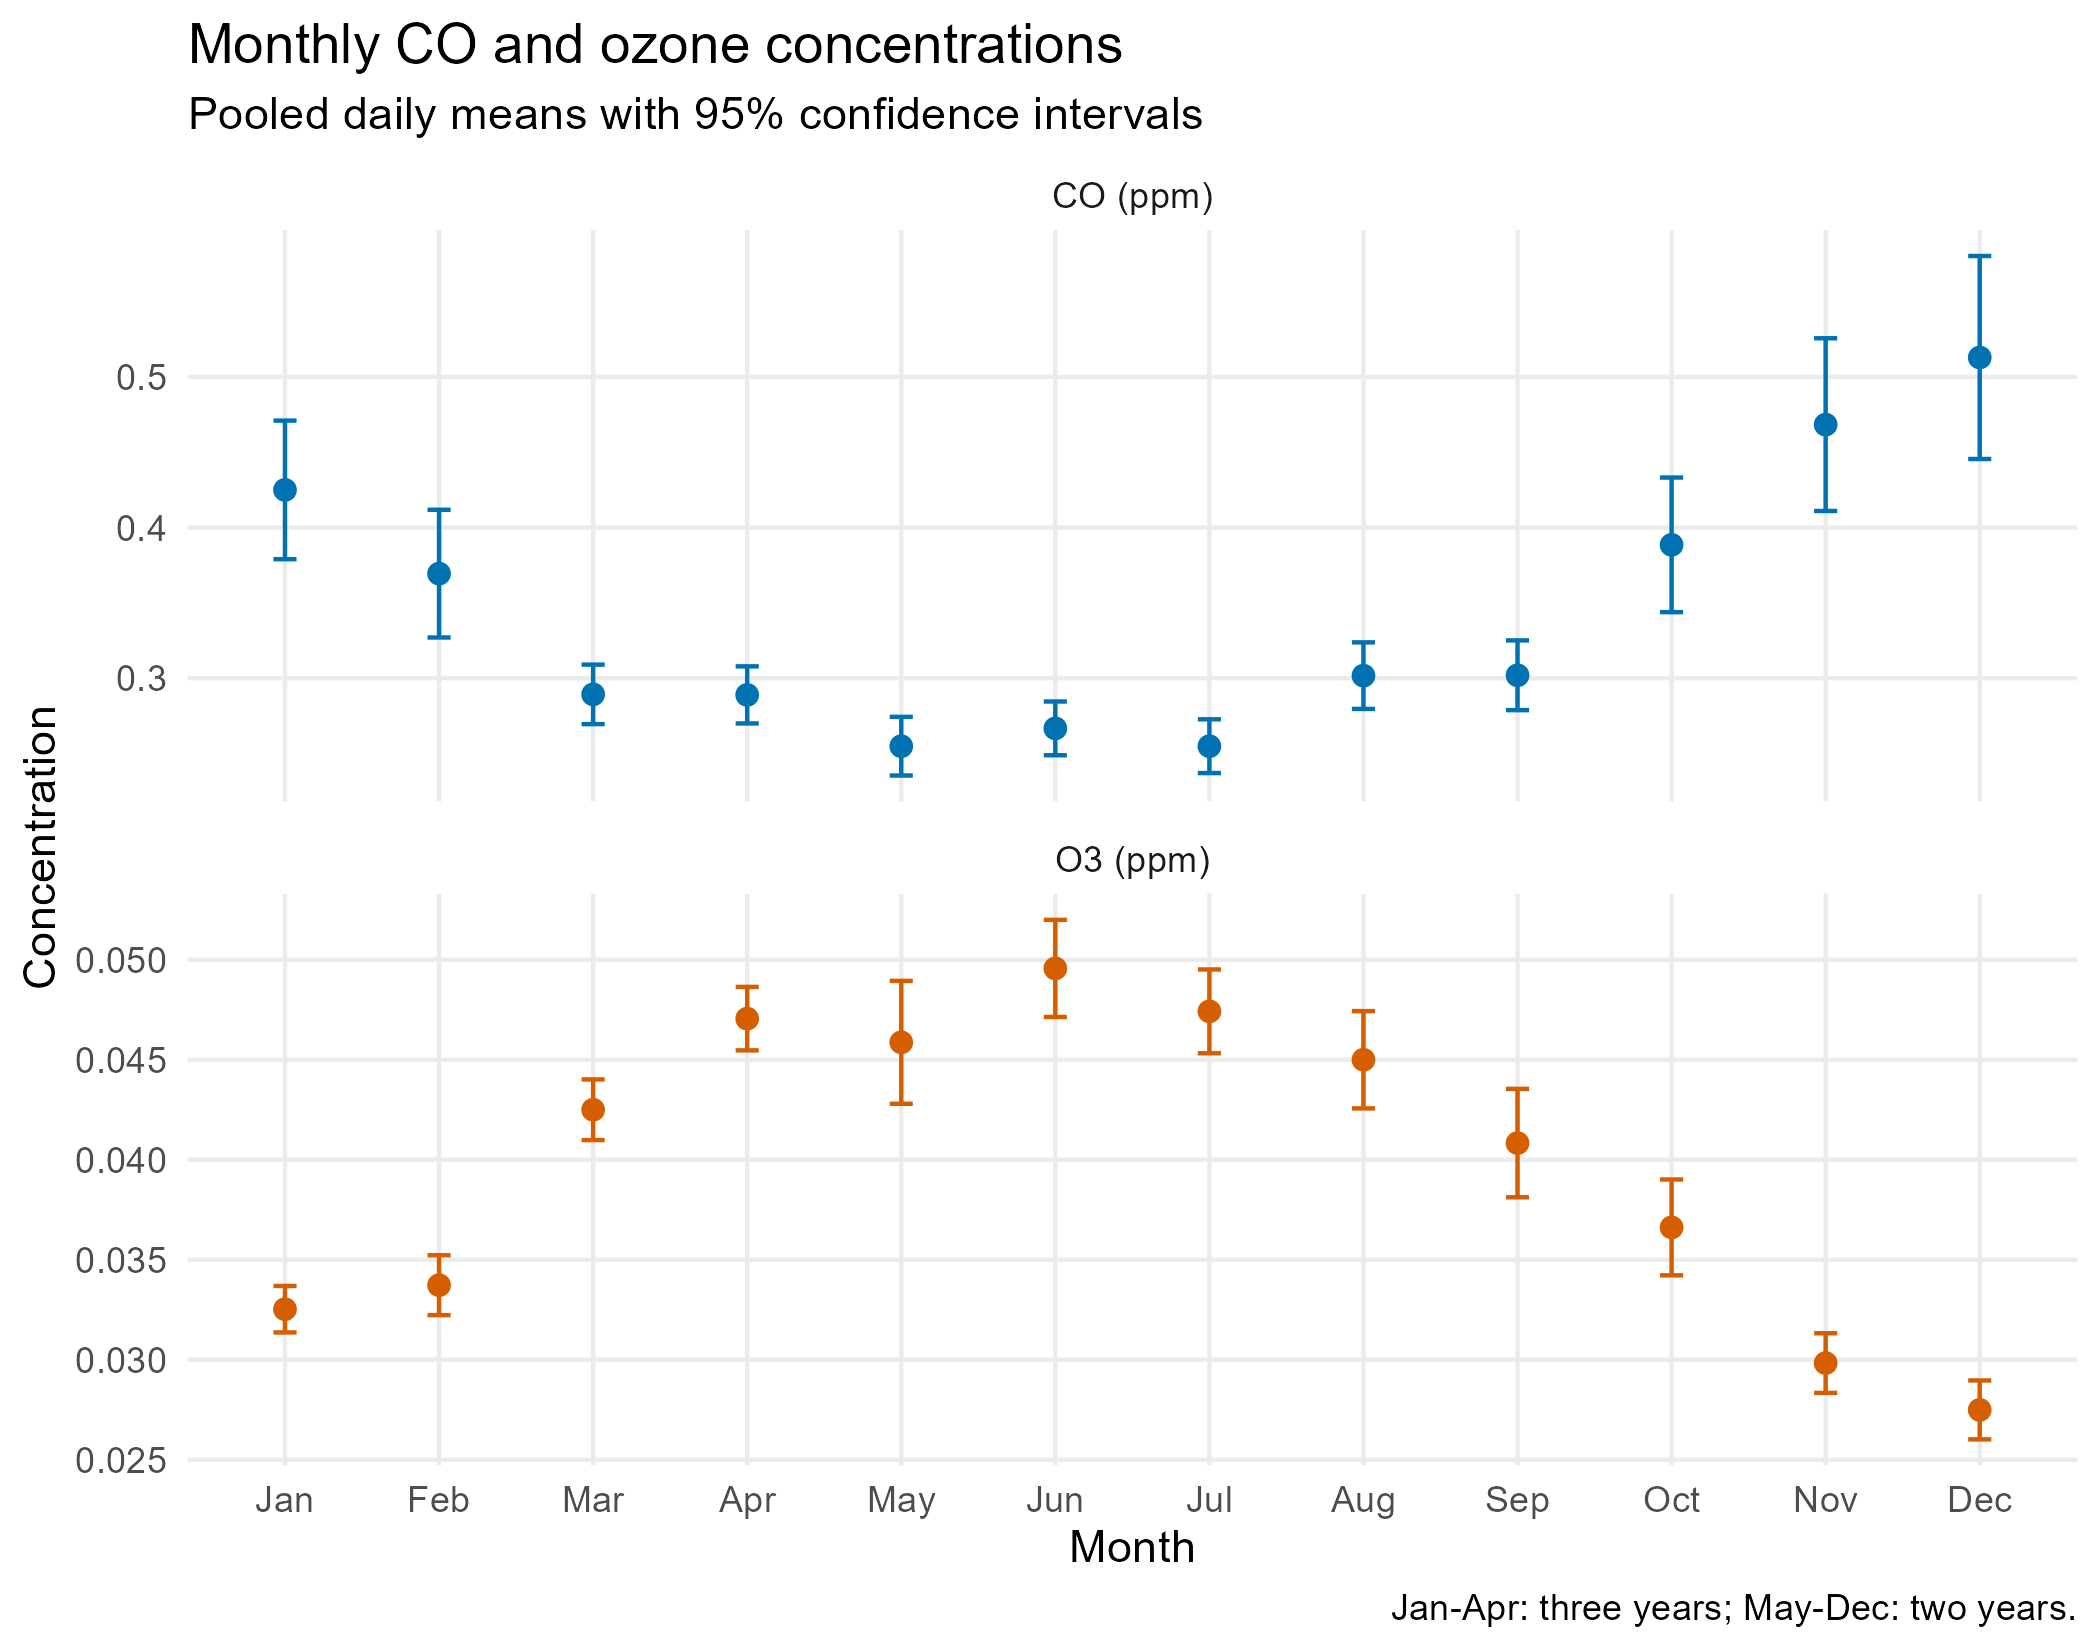 Monthly CO and ozone concentrations
Pooled daily means with 95% confidence intervals
CO (ppm)
0.5
0.4
0.3
Concentration
O3 (ppm)
0.050
0.045
0.040
0.035
0.030
0.025
Jan Feb Mar Apr May Jun Jul Aug Sep Oct Nov Dec
Month
Jan-Apr: three years; May-Dec: two years.